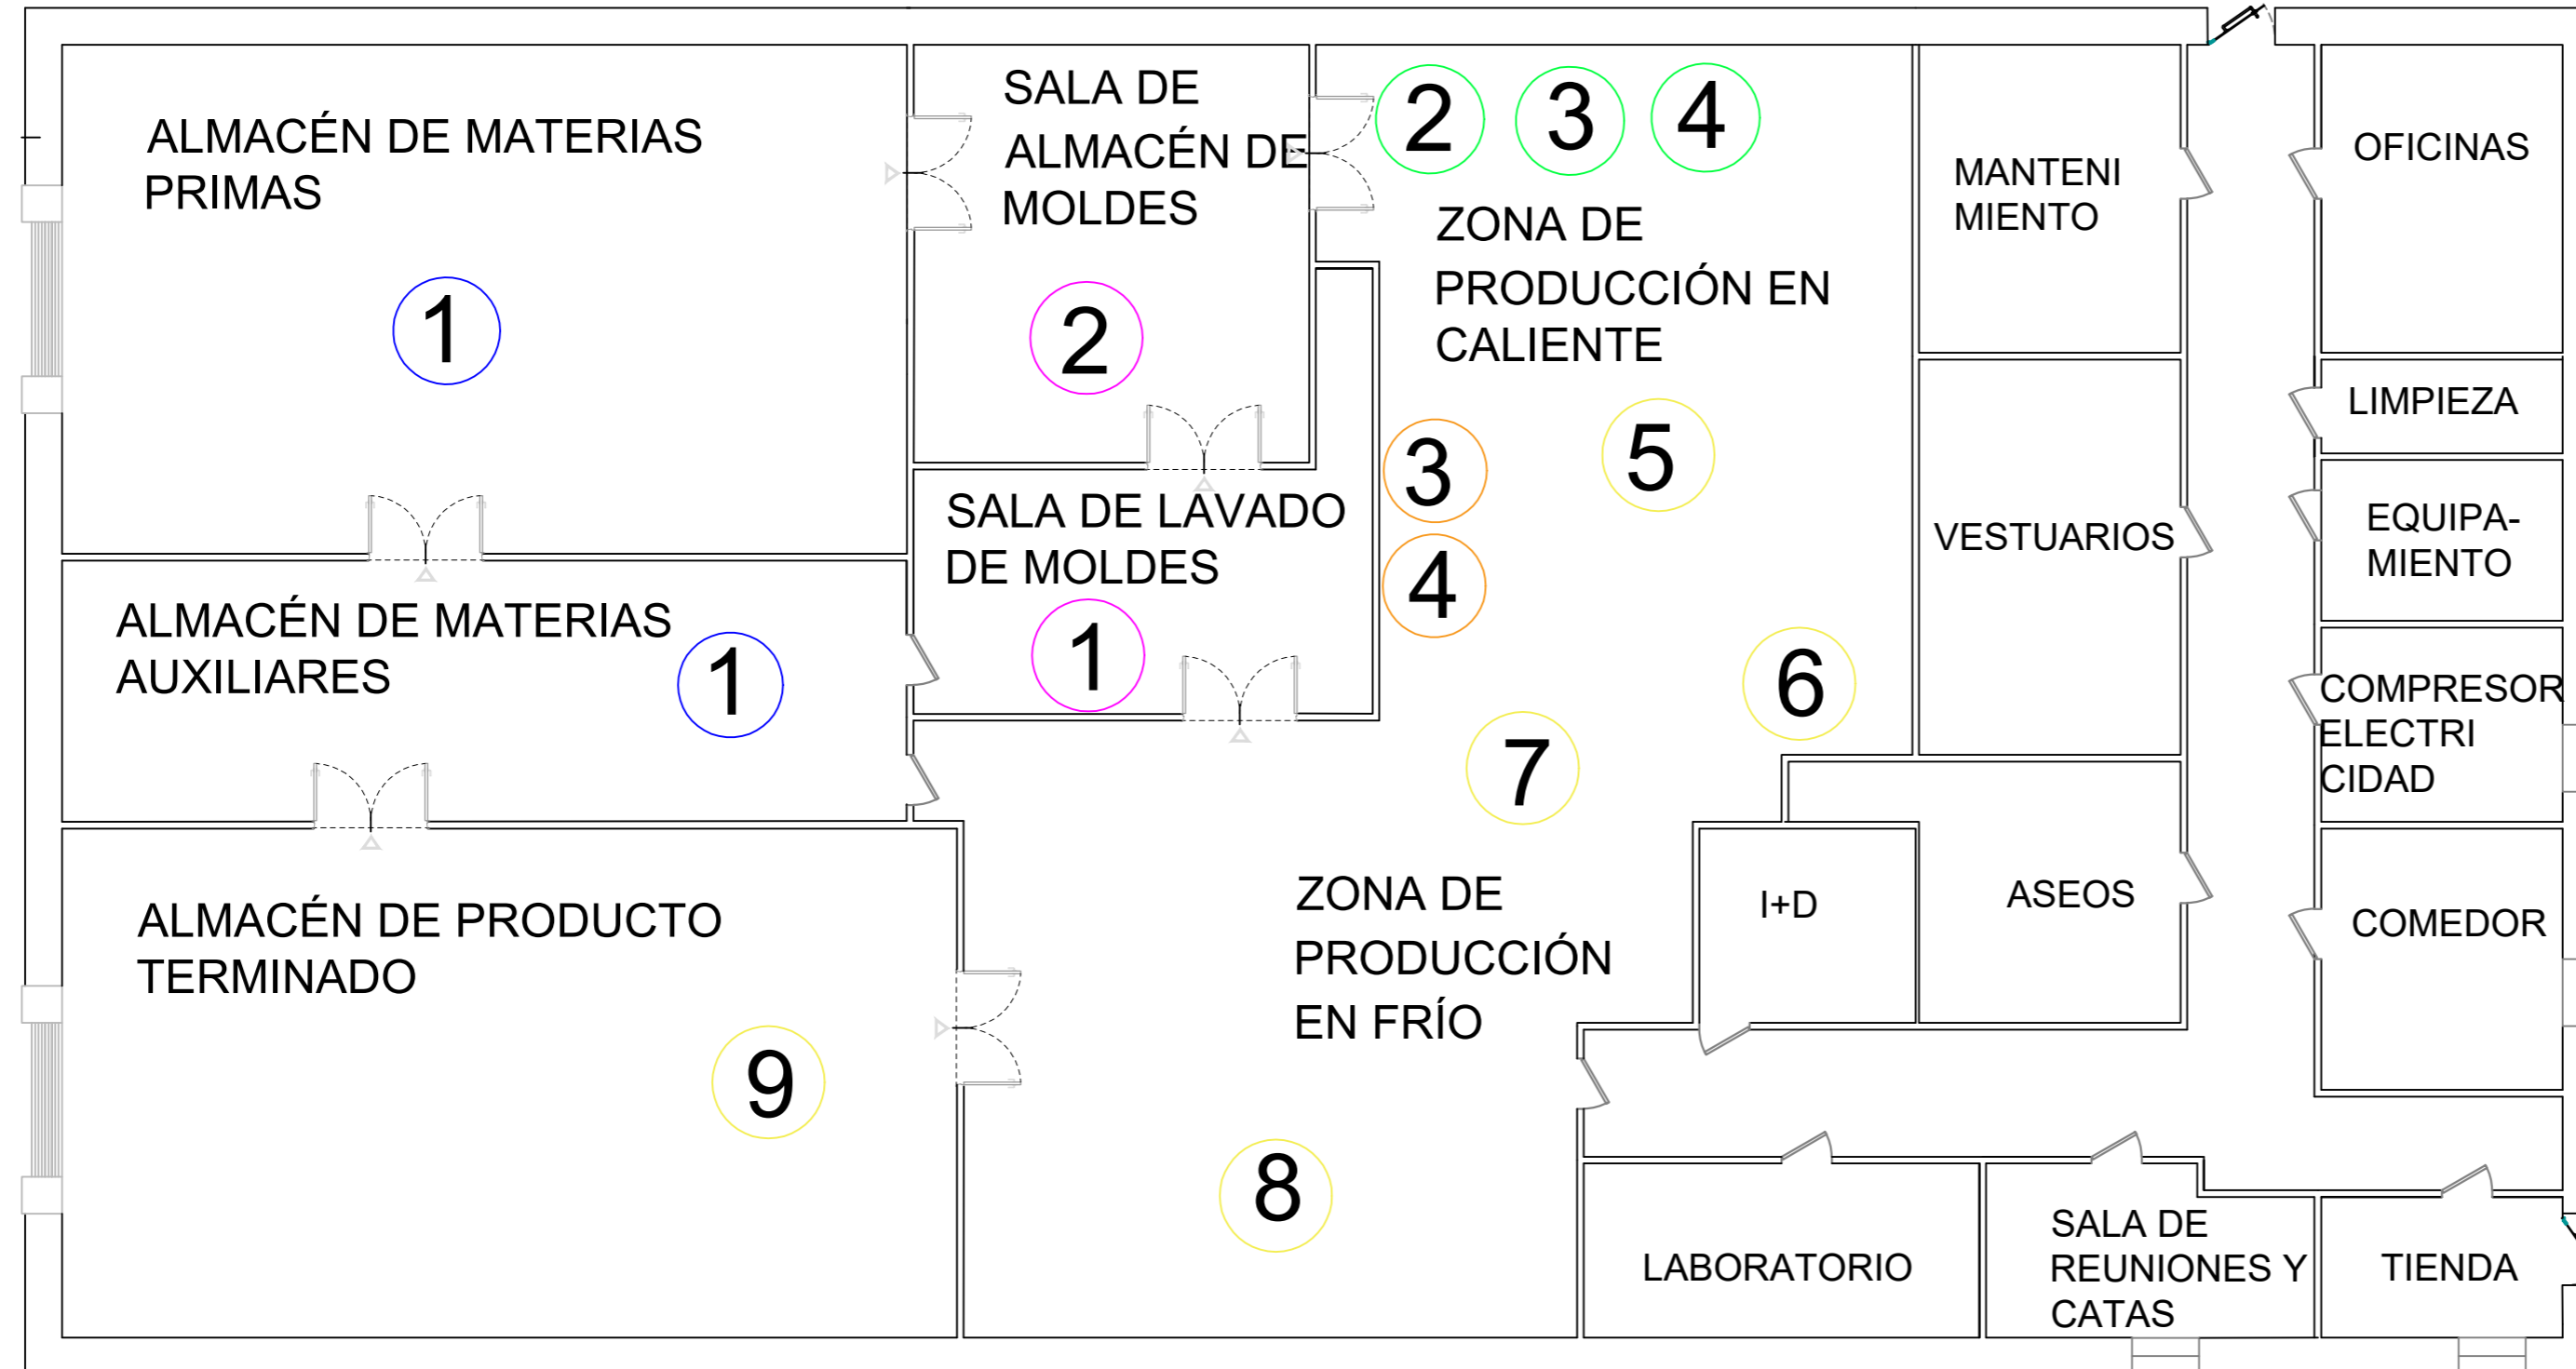 ALMACÉN DE MATERIAS
PRIMAS
1
SALA DE
ALMACÉN DE
MOLDES
2
2 3 4
ZONA DE
PRODUCCIÓN EN
CALIENTE
3
4
5
6
7
MANTENI
MIENTO
OFICINAS
LIMPIEZA
VESTUARIOS
EQUIPA-
MIENTO
SALA DE LAVADO
DE MOLDES
1
ALMACÉN DE MATERIAS
AUXILIARES
1
COMPRESOR
ELECTRI
CIDAD
ALMACÉN DE PRODUCTO
TERMINADO
9
ZONA DE
PRODUCCIÓN
EN FRÍO
8
I+D
ASEOS
COMEDOR
LABORATORIO
SALA DE
REUNIONES Y
CATAS
TIENDA